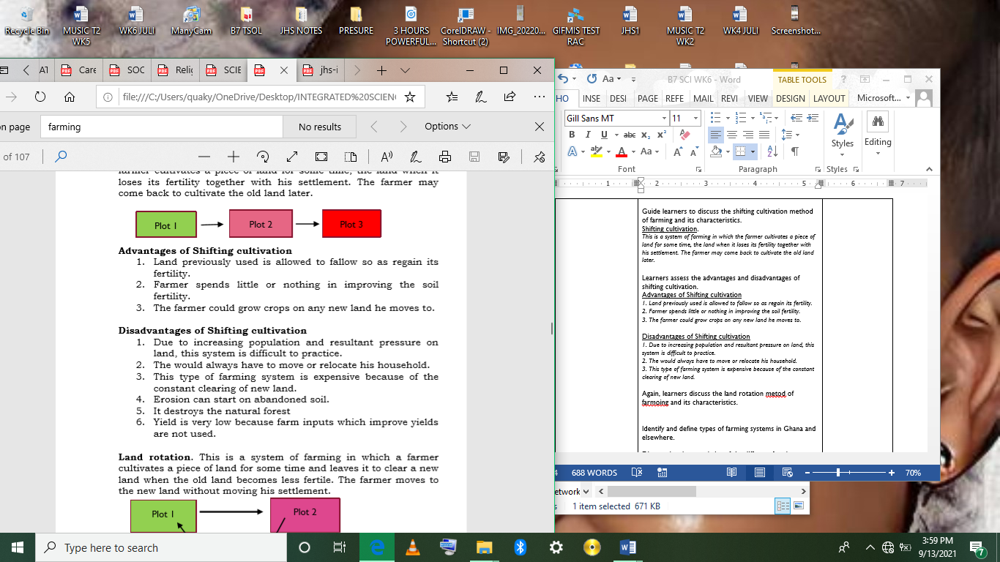 Recycle Bin
MUSIC T2 WK5
WK6 JULI
ManyCam
B7 TSOL
JHS NOTES
PRESURE
3 HOURS POWERFUL...
CorelDRAW - Shortcut (2)
IMG_20220...
GIFMIS TEST RAC
JHS1
MUSIC T2 WK2
WK4 JULI
Screenshot...
AT
Care
SOC
Relig
SCIE
jhs-i
file:///C:/Users/quaky/OneDrive/Desktop/INTEGRATED%20SCIEN
n page
farming
No results
Options
of 107
farmer cultivates a piece of land for some time, the land when it
loses its fertility together with his settlement. The farmer may
come back to cultivate the old land later.
Plot 1
Plot 2
Plot 3
Advantages of Shifting cultivation
1. Land previously used is allowed to fallow so as regain its
fertility.
2. Farmer spends little or nothing in improving the soil
fertility.
3. The farmer could grow crops on any new land he moves to.
Disadvantages of Shifting cultivation
1. Due to increasing population and resultant pressure on
land, this system is difficult to practice.
2. The would always have to move or relocate his household.
3. This type of farming system is expensive because of the
constant clearing of new land.
4. Erosion can start on abandoned soil.
5. It destroys the natural forest
6. Yield is very low because farm inputs which improve yields
are not used.
Land rotation. This is a system of farming in which a farmer
cultivates a piece of land for some time and leaves it to clear a new
land when the old land becomes less fertile. The farmer moves to
the new land without moving his settlement.
Plot 1
Plot 2
B7 SCI WK6 - Word
TABLE TOOLS
HO
INSE
DESI
PAGE
REFE
MAIL
REVI
VIEW
DESIGN
LAYOUT
Microsoft...
Gill Sans MT
11
Styles
Editing
Font
Paragraph
Styles
1 1 2 3 4 5 6 7
Guide learners to discuss the shifting cultivation method
of farming and its characteristics.
Shifting cultivation.
This is a system of farming in which the farmer cultivates a piece of
land for some time, the land when it loses its fertility together with
his settlement. The farmer may come back to cultivate the old land
later.
Learners assess the advantages and disadvantages of
shifting cultivation.
Advantages of Shifting cultivation
1. Land previously used is allowed to fallow so as regain its fertility.
2. Farmer spends little or nothing in improving the soil fertility.
3. The farmer could grow crops on any new land he moves to.
Disadvantages of Shifting cultivation
1. Due to increasing population and resultant pressure on land, this
system is difficult to practice.
2. The would always have to move or relocate his household.
3. This type of farming system is expensive because of the constant
clearing of new land.
Again, learners discuss the land rotation metod of
farmoing and its characteristics.
Identify and define types of farming systems in Ghana and
elsewhere.
4
688 WORDS
70%
etwork
s
1 item selected 671 KB
Type here to search
3:59 PM
9/13/2021
7